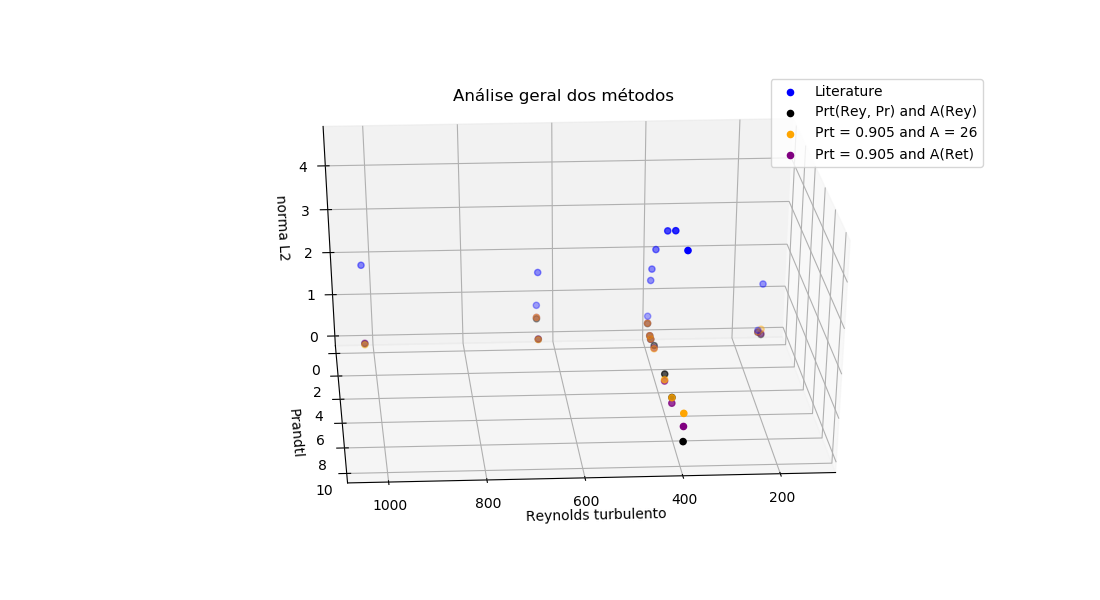 Análise geral dos métodos
Literature
Prt(Rey, Pr) and A(Rey)
Prt = 0.905 and A = 26
Prt = 0.905 and A(Ret)
norma L2
4
3
2
1
0
Prandtl
0
2
4
6
8
10
1000
800
600
400
200
Reynolds turbulento